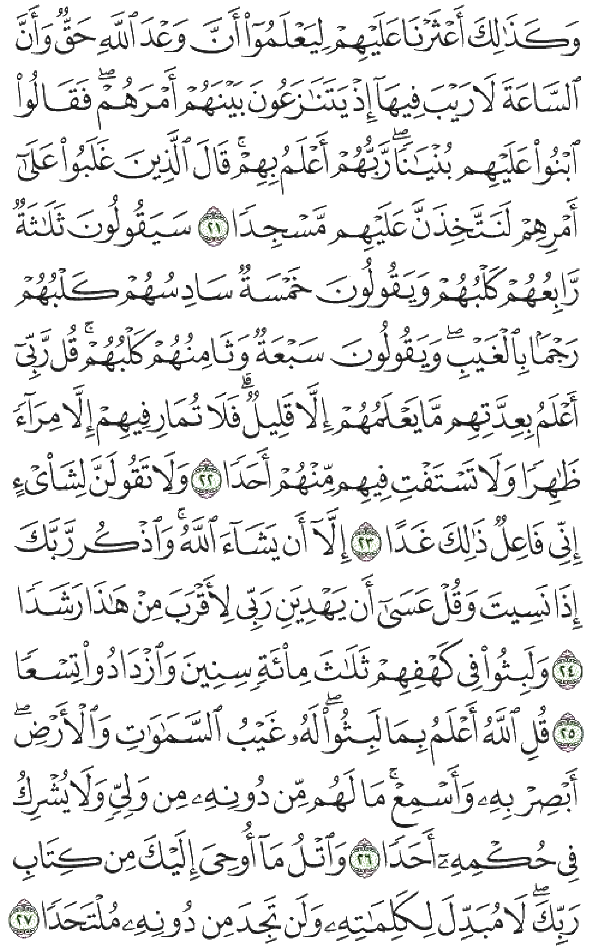 وَكَذَٰلِكَ أَعْثَرْنَا عَلَيْهِمْ لِيَعْلَمُوٓا۟ أَنَّ وَعْدَ ٱللَّهِ حَقٌّ وَأَنَّ
ٱلسَّاعَةَ لَا رَيْبَ فِيهَآ إِذْ يَتَنَٰزَعُونَ بَيْنَهُمْ أَمْرَهُمْ ۖ فَقَالُوا۟
ٱبْنُوا۟ عَلَيْهِم بُنْيَٰنًا ۖ رَّبُّهُمْ أَعْلَمُ بِهِمْ ۚ قَالَ ٱلَّذِينَ غَلَبُوا۟ عَلَىٰٓ
أَمْرِهِمْ لَنَتَّخِذَنَّ عَلَيْهِم مَّسْجِدًا ٢١ سَيَقُولُونَ ثَلَٰثَةٌ
رَّابِعُهُمْ كَلْبُهُمْ وَيَقُولُونَ خَمْسَةٌ سَادِسُهُمْ كَلْبُهُمْ
رَجْمًۢا بِٱلْغَيْبِ ۖ وَيَقُولُونَ سَبْعَةٌ وَثَامِنُهُمْ كَلْبُهُمْ ۚ قُل رَّبِّىٓ
أَعْلَمُ بِعِدَّتِهِم مَّا يَعْلَمُهُمْ إِلَّا قَلِيلٌ ۗ فَلَا تُمَارِ فِيهِمْ إِلَّا مِرَآءً
ظَٰهِرًا وَلَا تَسْتَفْتِ فِيهِم مِّنْهُمْ أَحَدًا ٢٢ وَلَا تَقُولَنَّ لِشَا۟ىْءٍ
إِنِّى فَاعِلٌ ذَٰلِكَ غَدًا ٢٣ إِلَّآ أَن يَشَآءَ ٱللَّهُ ۚ وَٱذْكُر رَّبَّكَ
إِذَا نَسِيتَ وَقُلْ عَسَىٰٓ أَن يَهْدِيَنِ رَبِّى لِأَقْرَبَ مِنْ هَٰذَا رَشَدًا
٢٤ وَلَبِثُوا۟ فِى كَهْفِهِمْ ثَلَٰثَ مِا۟ئَةٍ سِنِينَ وَٱزْدَادُوا۟ تِسْعًا
٢٥ قُلِ ٱللَّهُ أَعْلَمُ بِمَا لَبِثُوا۟ ۖ لَهُۥ غَيْبُ ٱلسَّمَٰوَٰتِ وَٱلْأَرْضِ ۖ
أَبْصِرْ بِهِۦ وَأَسْمِعْ ۚ مَا لَهُم مِّن دُونِهِۦ مِن وَلِىٍّ وَلَا يُشْرِكُ
فِى حُكْمِهِۦٓ أَحَدًا ٢٦ وَٱتْلُ مَآ أُوحِىَ إِلَيْكَ مِن كِتَابِ
رَبِّكَ ۖ لَا مُبَدِّلَ لِكَلِمَٰتِهِۦ وَلَن تَجِدَ مِن دُونِهِۦ مُلْتَحَدًا ٢٧